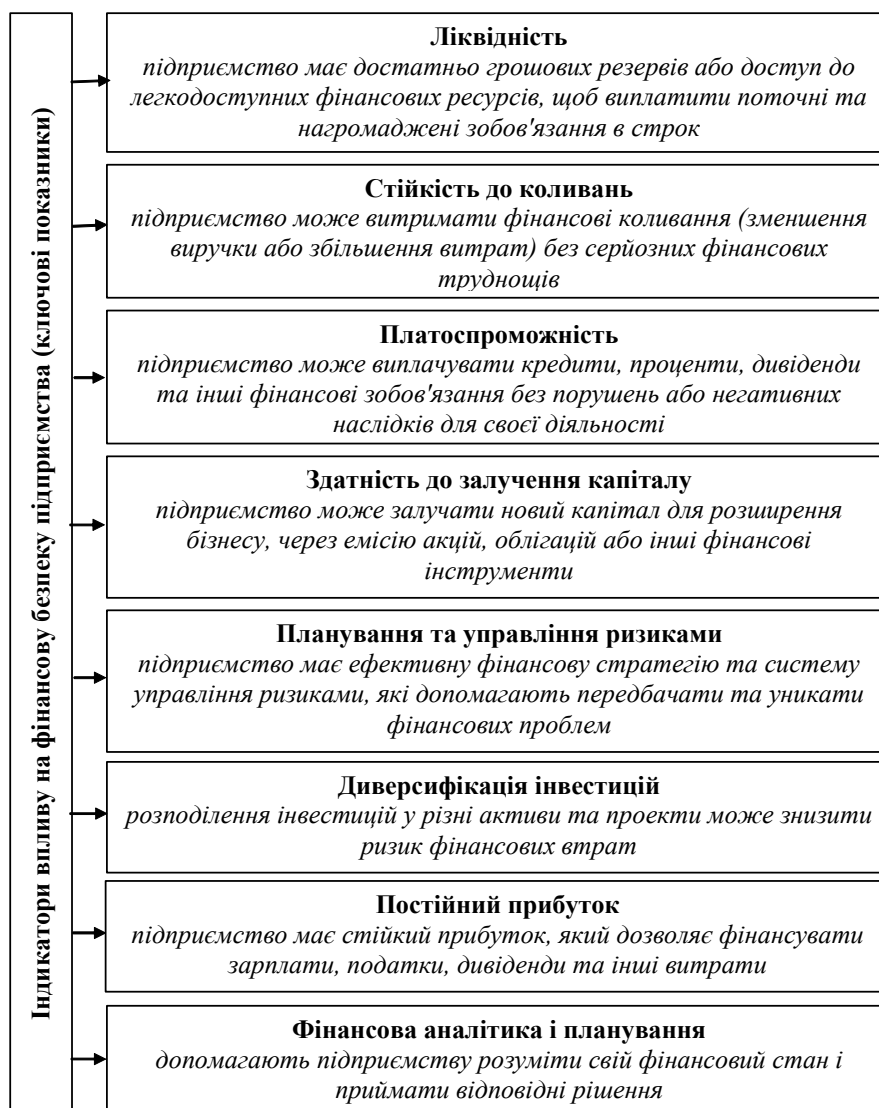 Індикатори впливу на фінансову безпеку підприємства (ключові показники)
Ліквідність
підприємство має достатньо грошових резервів або доступ до
легкодоступних фінансових ресурсів, щоб виплатити поточні та
нагромаджені зобов'язання в строк
Стійкість до коливань
підприємство може витримати фінансові коливання (зменшення
виручки або збільшення витрат) без серйозних фінансових
труднощів
Платоспроможність
підприємство може виплачувати кредити, проценти, дивіденди
та інші фінансові зобов'язання без порушень або негативних
наслідків для своєї діяльності
Здатність до залучення капіталу
підприємство може залучати новий капітал для розширення
бізнесу, через емісію акцій, облігацій або інші фінансові
інструменти
Планування та управління ризиками
підприємство має ефективну фінансову стратегію та систему
управління ризиками, які допомагають передбачати та уникати
фінансових проблем
Диверсифікація інвестицій
розподілення інвестицій у різні активи та проекти може знизити
ризик фінансових втрат
Постійний прибуток
підприємство має стійкий прибуток, який дозволяє фінансувати
зарплати, податки, дивіденди та інші витрати
Фінансова аналітика і планування
допомагають підприємству розуміти свій фінансовий стан і
приймати відповідні рішення